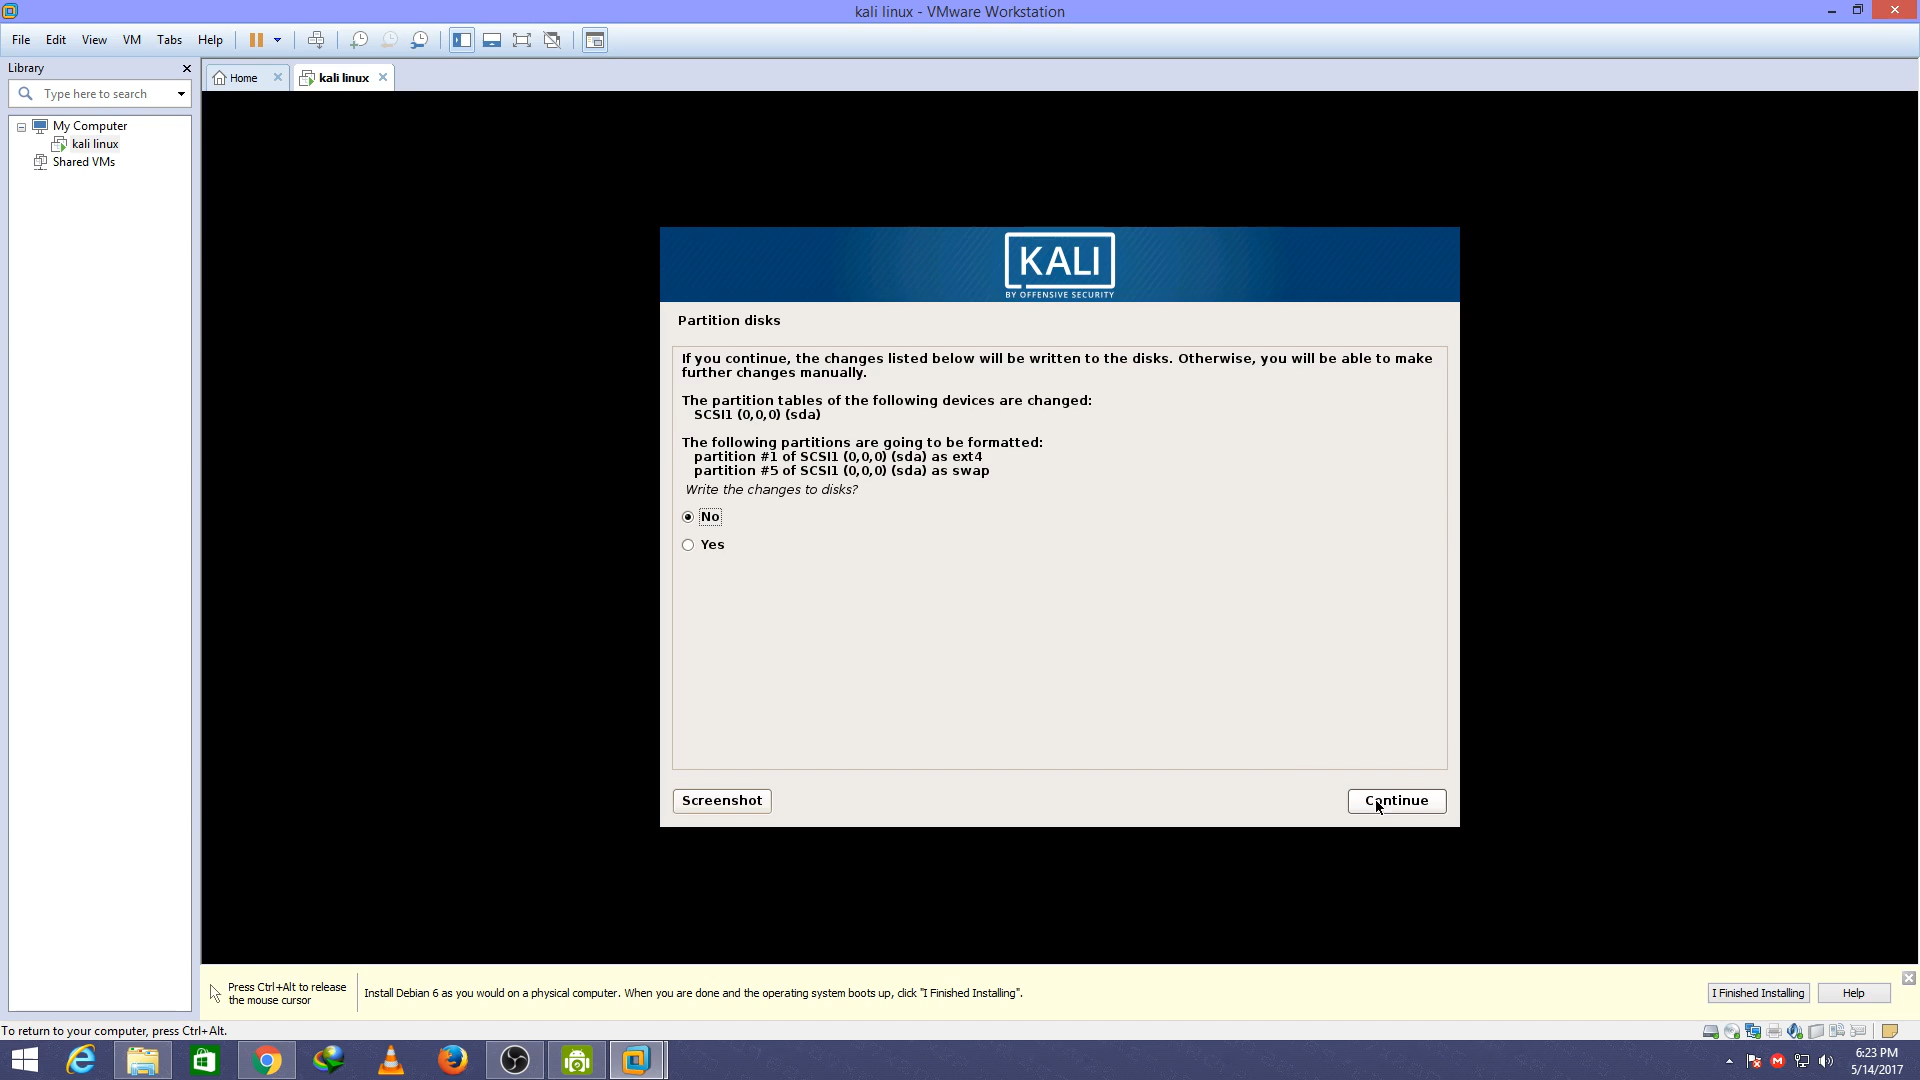 kali linux - VMware Workstation
File Edit View VM Tabs Help
Library
Home
kali linux
Type here to search
My Computer
kali linux
Shared VMs
KALI
BY OFFENSIVE SECURITY
Partition disks
If you continue, the changes listed below will be written to the disks. Otherwise, you will be able to make
further changes manually.
The partition tables of the following devices are changed:
SCSI1 (0,0,0) (sda)
The following partitions are going to be formatted:
partition #1 of SCSI1 (0,0,0) (sda) as ext4
partition #5 of SCSI1 (0,0,0) (sda) as swap
Write the changes to disks?
No
Yes
Screenshot
Continue
Press Ctrl+Alt to release
the mouse cursor
Install Debian 6 as you would on a physical computer. When you are done and the operating system boots up, click "I Finished Installing".
I Finished Installing
Help
To return to your computer, press Ctrl+Alt.
6:23 PM
5/14/2017